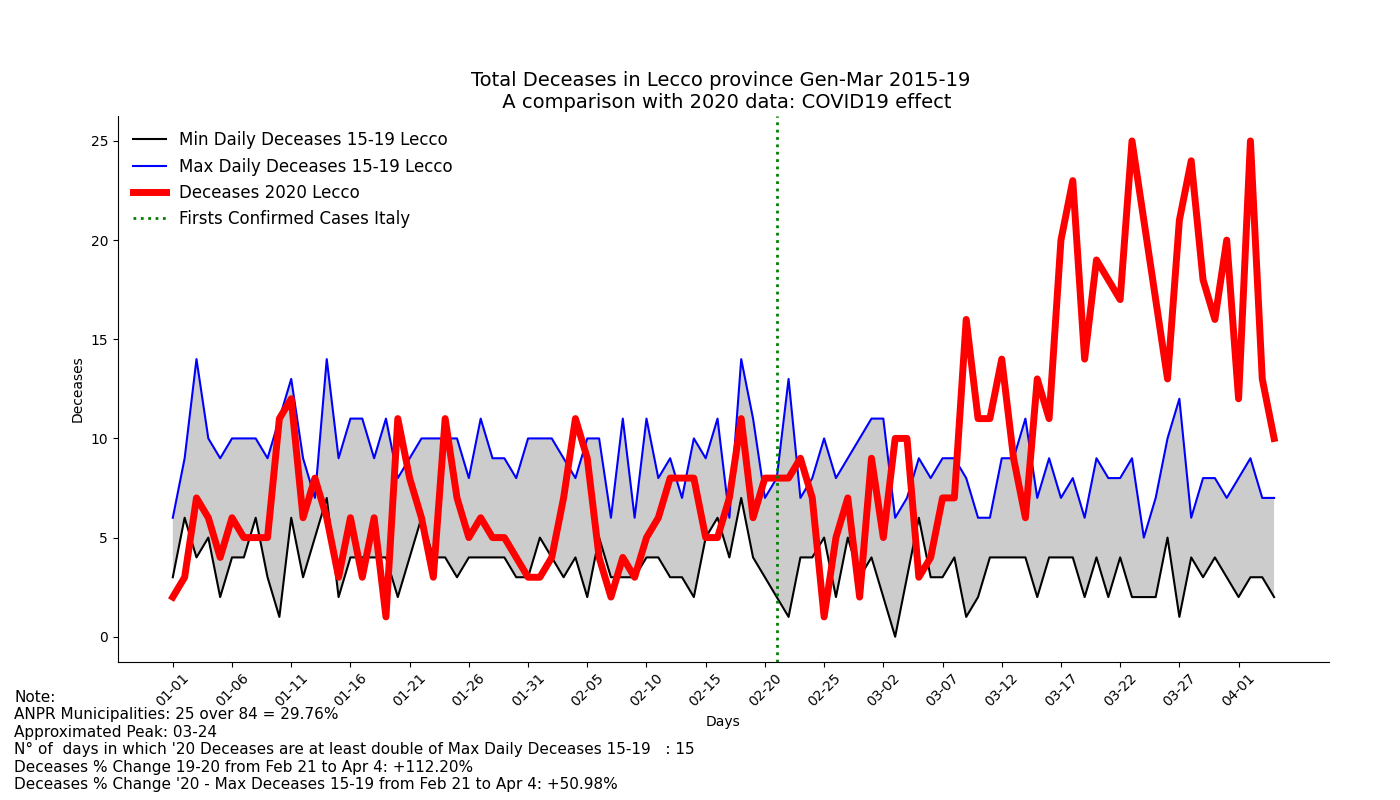 Total Deceases in Lecco province Gen-Mar 2015-19
A comparison with 2020 data: COVID19 effect
Min Daily Deceases 15-19 Lecco
Max Daily Deceases 15-19 Lecco
Deceases 2020 Lecco
Firsts Confirmed Cases Italy
25
20
15
10
5
0
Deceases
01-01
01-06
01-11
01-16
01-21
01-26
01-31
02-05
02-10
02-15
02-20
02-25
03-02
03-07
03-12
03-17
03-22
03-27
04-01
Days
Note:
ANPR Municipalities: 25 over 84 = 29.76%
Approximated Peak: 03-24
N° of  days in which '20 Deceases are at least double of Max Daily Deceases 15-19   : 15
Deceases % Change 19-20 from Feb 21 to Apr 4: +112.20%
Deceases % Change '20 - Max Deceases 15-19 from Feb 21 to Apr 4: +50.98%